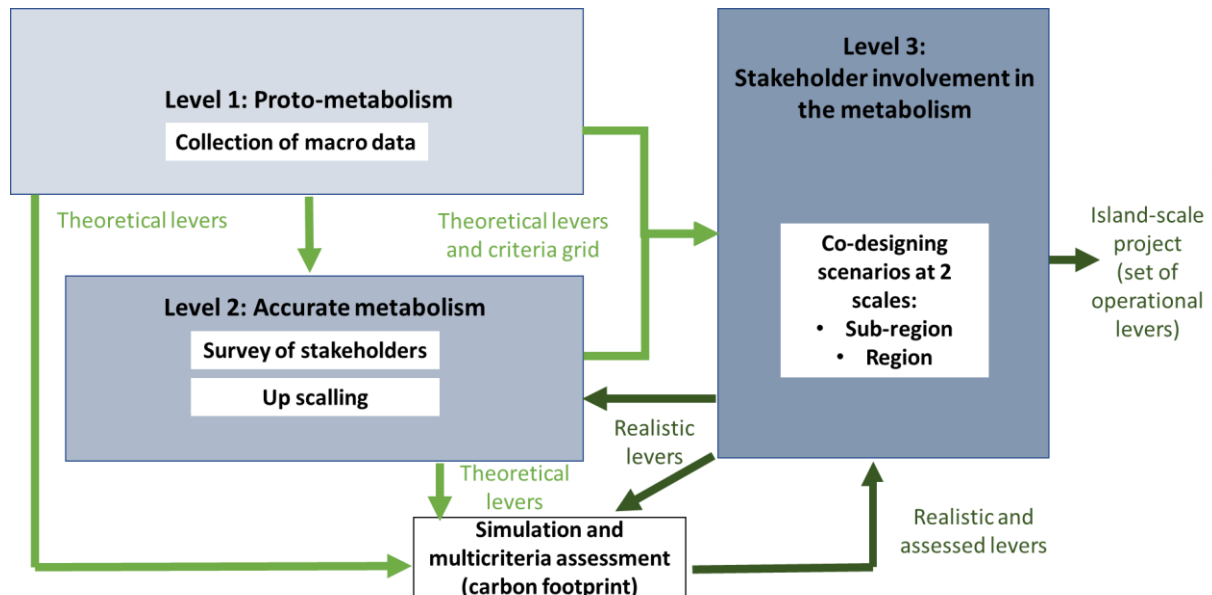 Level 1: Proto-metabolism
Collection of macro data
Level 3:
Stakeholder involvement in
the metabolism
Theoretical levers
Theoretical levers
and criteria grid
Level 2: Accurate metabolism
Survey of stakeholders
Up scalling
Co-designing
scenarios at 2
scales:
• Sub-region
• Region
Island-scale
project
(set of
operational
levers)
Realistic
levers
Theoretical
levers
Simulation and
multicriteria assessment
(carbon footprint)
Realistic and
assessed levers